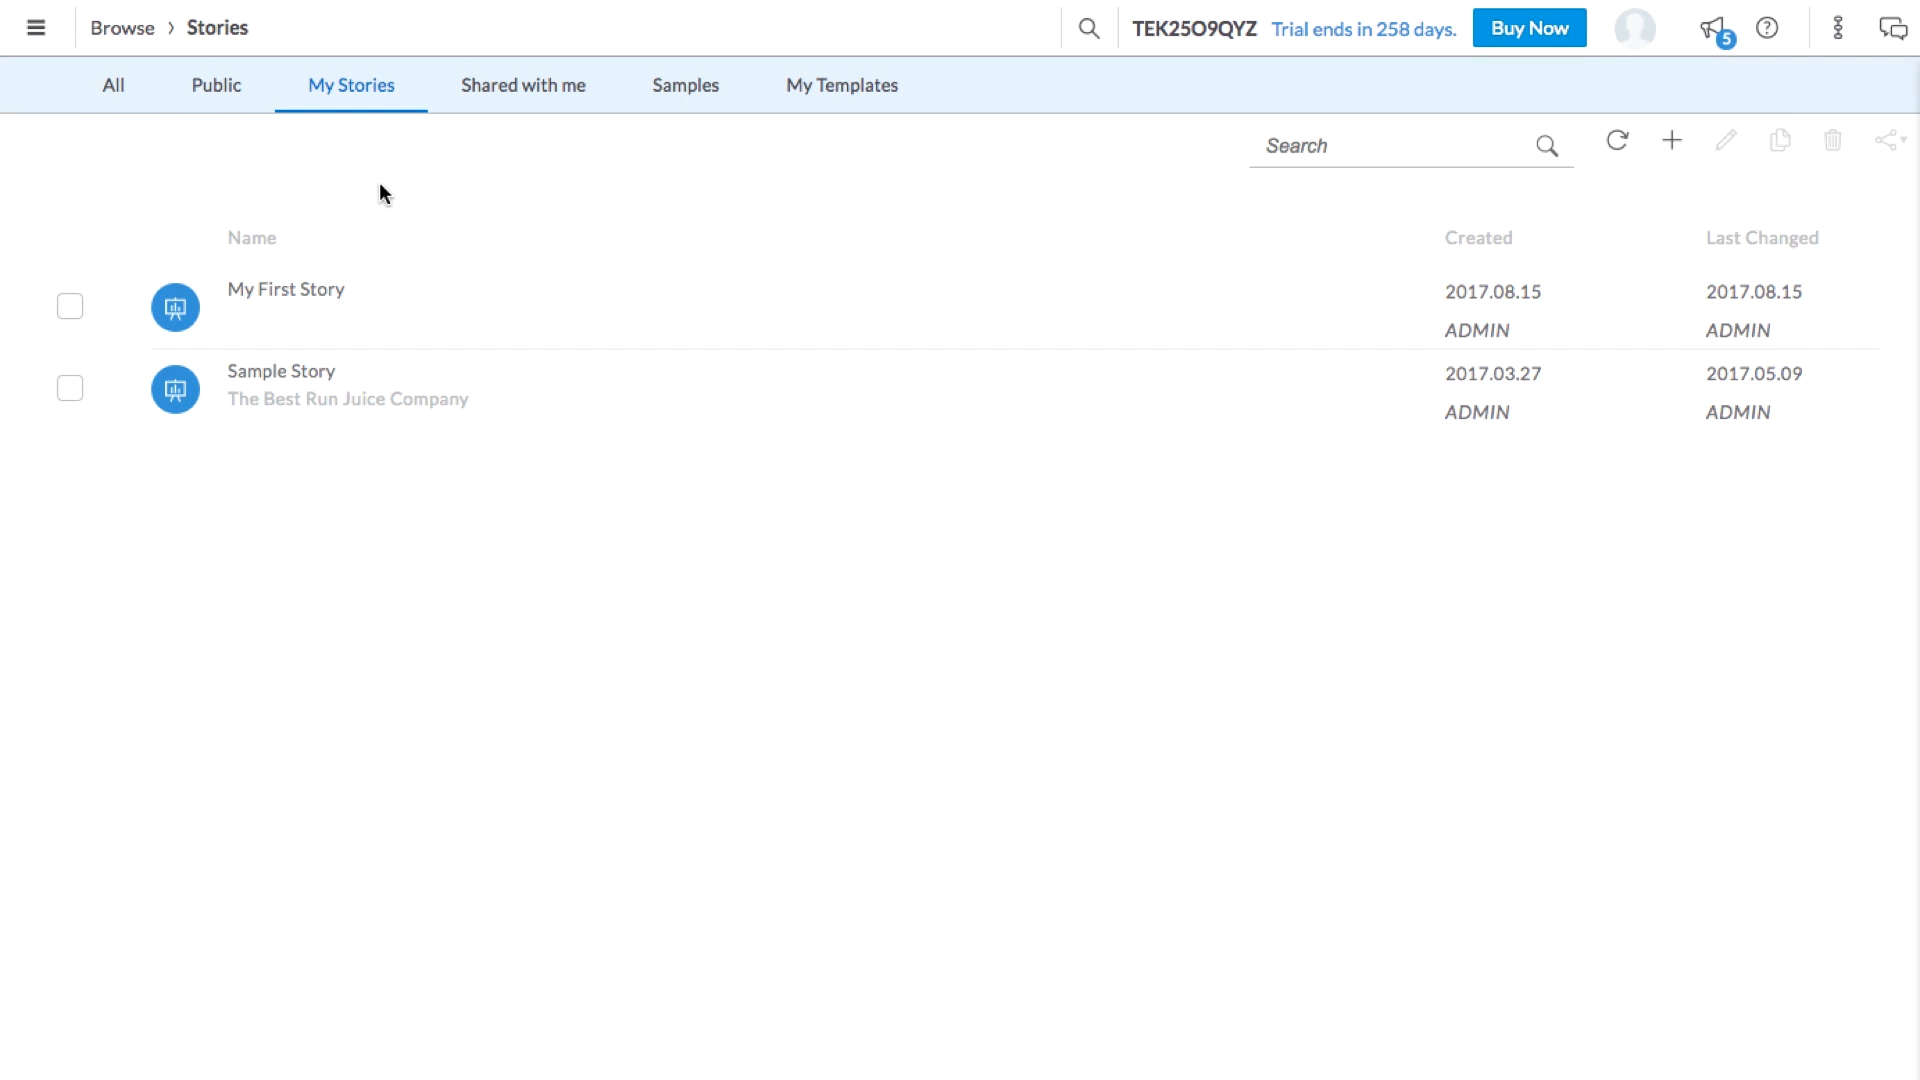 Browse › Stories
TEK25O9QYZ Trial ends in 258 days. Buy Now 5
All Public My Stories Shared with me Samples My Templates
Search
Name Created Last Changed
My First Story 2017.08.15 2017.08.15
ADMIN ADMIN
Sample Story 2017.03.27 2017.05.09
The Best Run Juice Company ADMIN ADMIN